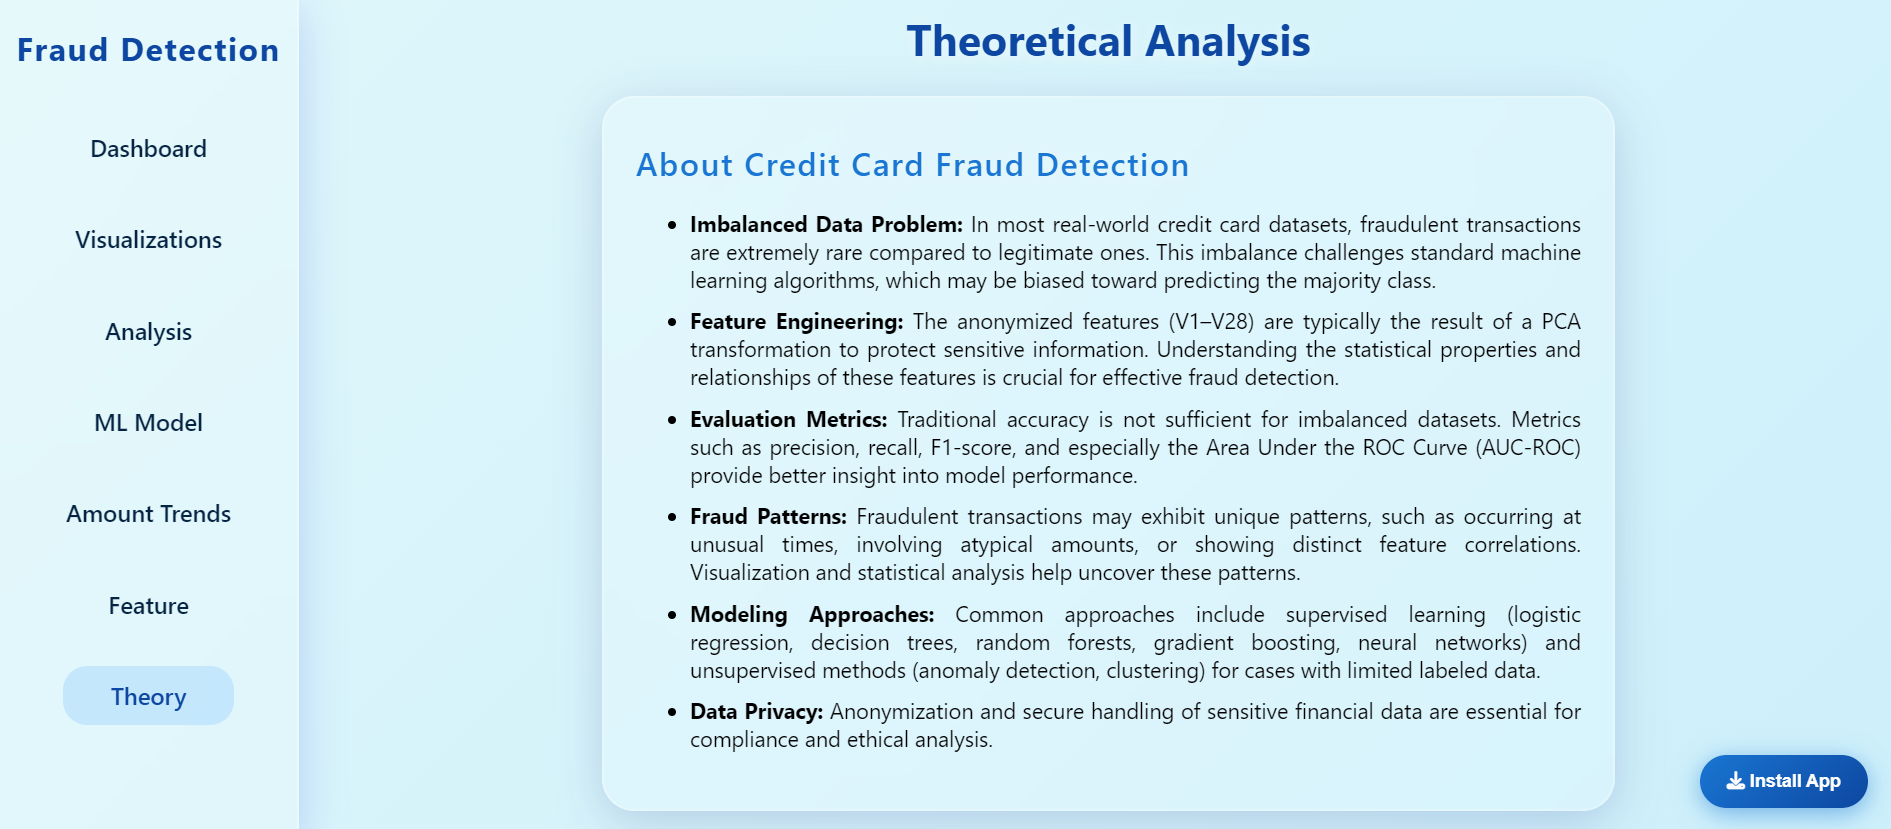 Fraud Detection
Dashboard
Visualizations
Analysis
ML Model
Amount Trends
Feature
Theory
Theoretical Analysis
About Credit Card Fraud Detection
• Imbalanced Data Problem: In most real-world credit card datasets, fraudulent transactions
are extremely rare compared to legitimate ones. This imbalance challenges standard machine
learning algorithms, which may be biased toward predicting the majority class.
• Feature Engineering: The anonymized features (V1–V28) are typically the result of a PCA
transformation to protect sensitive information. Understanding the statistical properties and
relationships of these features is crucial for effective fraud detection.
• Evaluation Metrics: Traditional accuracy is not sufficient for imbalanced datasets. Metrics
such as precision, recall, F1-score, and especially the Area Under the ROC Curve (AUC-ROC)
provide better insight into model performance.
• Fraud Patterns: Fraudulent transactions may exhibit unique patterns, such as occurring at
unusual times, involving atypical amounts, or showing distinct feature correlations.
Visualization and statistical analysis help uncover these patterns.
• Modeling Approaches: Common approaches include supervised learning (logistic
regression, decision trees, random forests, gradient boosting, neural networks) and
unsupervised methods (anomaly detection, clustering) for cases with limited labeled data.
• Data Privacy: Anonymization and secure handling of sensitive financial data are essential for
compliance and ethical analysis.
Install App